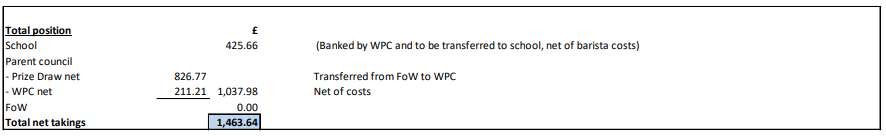 Total position £
School 425.66 (Banked by WPC and to be transferred to school, net of barista costs)
Parent council
- Prize Draw net 826.77 Transferred from FoW to WPC
- WPC net 211.21 1,037.98 Net of costs
FoW 0.00
Total net takings 1,463.64